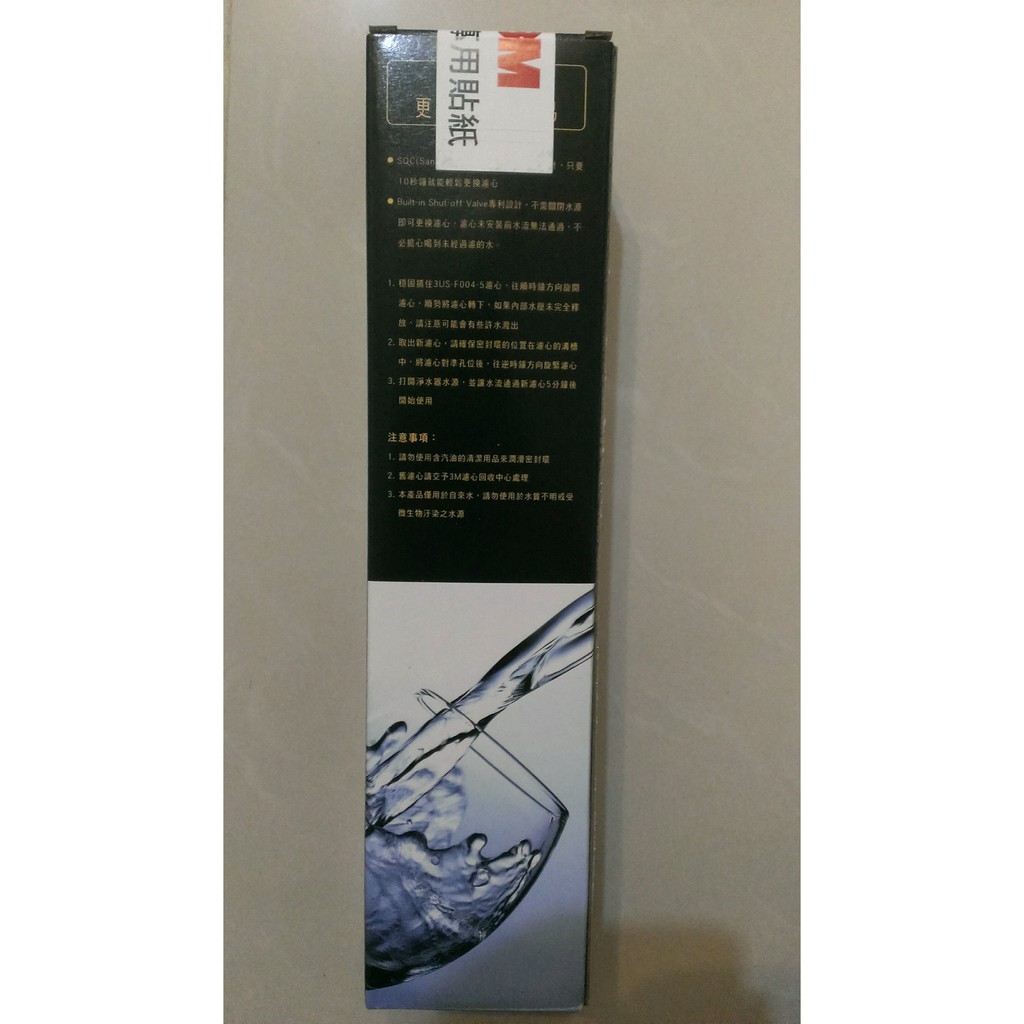 3M
專用貼紙
更
● SQC(San 計，只要
10秒鐘就能輕鬆更換濾心
● Built-in Shut-off Valve專利設計，不需關閉水源
即可更換濾心，濾心未安裝前水流無法通過，不
必擔心喝到未經過濾的水。
1. 穩固抓住3US-F004-5濾心，往順時鐘方向旋開
濾心，順勢將濾心轉下，如果內部水壓未完全釋
放，請注意可能會有些許水流出
2. 取出新濾心，請確保密封環的位置在濾心的溝槽
中，將濾心對準孔位後，往逆時鐘方向旋緊濾心
3. 打開淨水器水源，並讓水流通過新濾心5分鐘後
開始使用
注意事項：
1. 請勿使用含汽油的清潔用品來潤滑密封環
2. 舊濾心請交予3M濾心回收中心處理
3. 本產品僅用於自來水，請勿使用於水質不明或受
微生物汙染之水源